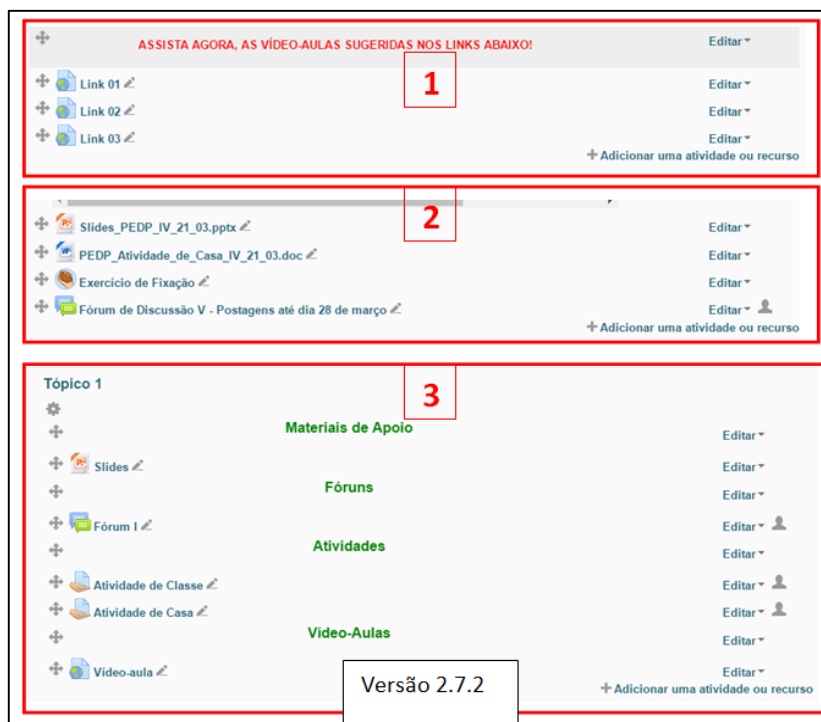 ASSISTA AGORA, AS VÍDEO-AULAS SUGERIDAS NOS LINKS ABAIXO! Editar
1
Link 01 Editar
Link 02 Editar
Link 03 Editar
Adicionar uma atividade ou recurso
2
Slides_PEDP_IV_21_03.pptx Editar
PEDP_Atividade_de_Casa_IV_21_03.doc Editar
Exercício de Fixação Editar
Fórum de Discussão V - Postagens até dia 28 de março Editar
Adicionar uma atividade ou recurso
Tópico 1
3
Materiais de Apoio Editar
Slides Editar
Fóruns Editar
Fórum I Editar
Atividades Editar
Atividade de Classe Editar
Atividade de Casa Editar
Vídeo-Aulas Editar
Vídeo-aula Editar
Adicionar uma atividade ou recurso
Versão 2.7.2